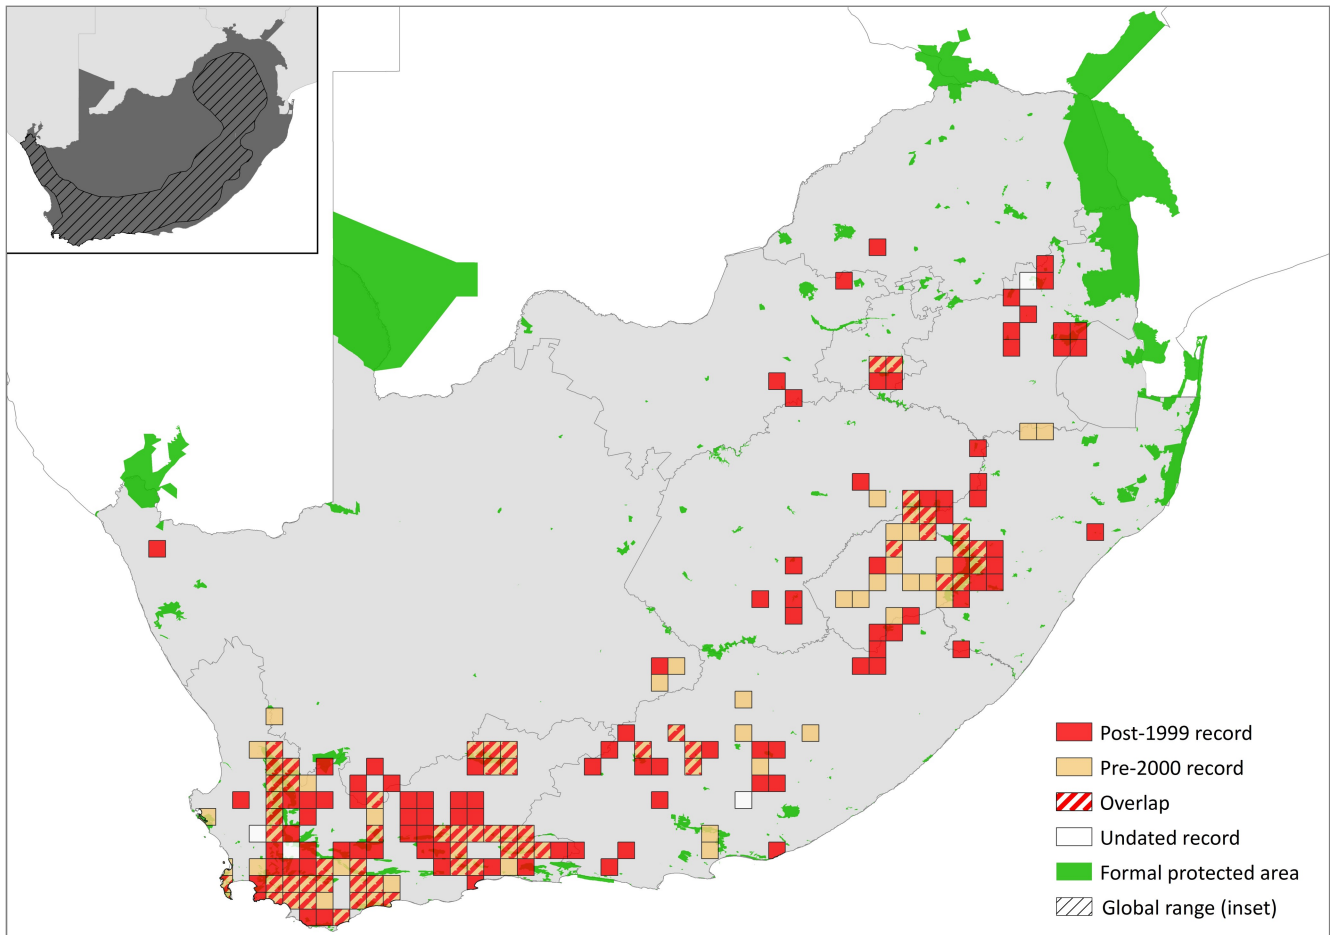 Post-1999 record
Pre-2000 record
Overlap
Undated record
Formal protected area
Global range (inset)